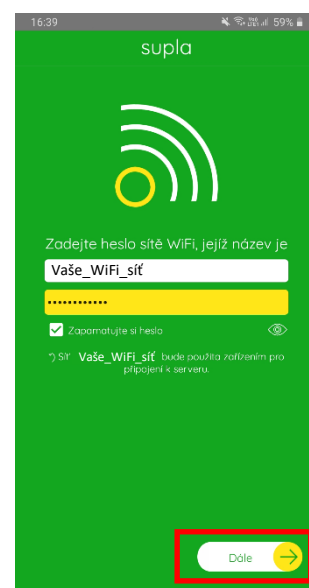 16:39 59%
supla
Zadejte heslo sítě WiFi, jejíž název je
Vaše_WiFi_síť
••••••••••••
Zapamatujte si heslo
*) Síť Vaše_WiFi_síť bude použita zařízením pro
připojení k serveru.
Dále